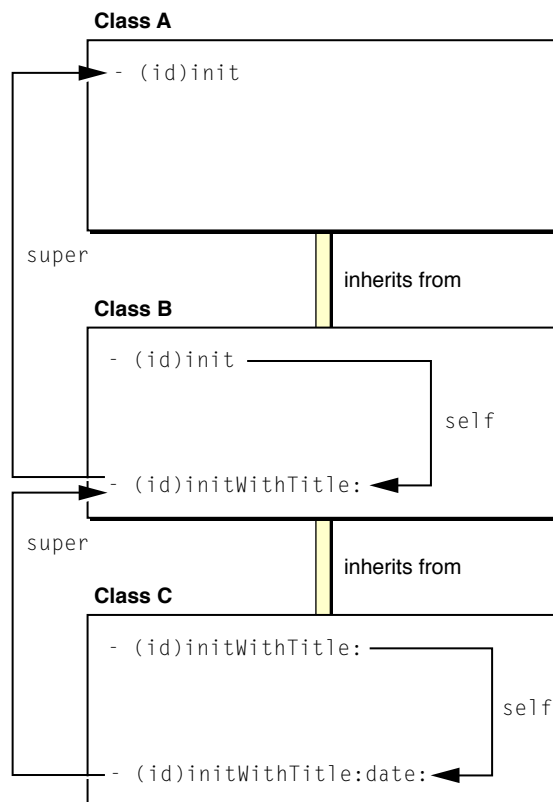 Class A
- (id)init
super
inherits from
Class B
- (id)init
self
- (id)initWithTitle:
super
inherits from
Class C
- (id)initWithTitle:
self
- (id)initWithTitle:date: